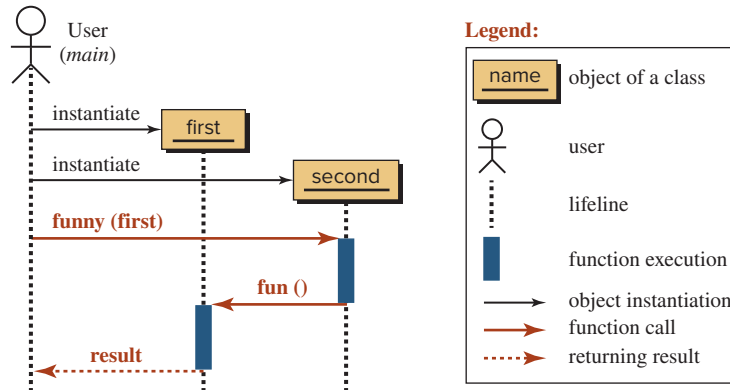 User
(main)
instantiate
first
instantiate
second
funny (first)
fun ()
result
Legend:
name
object of a class
user
lifeline
function execution
object instantiation
function call
returning result